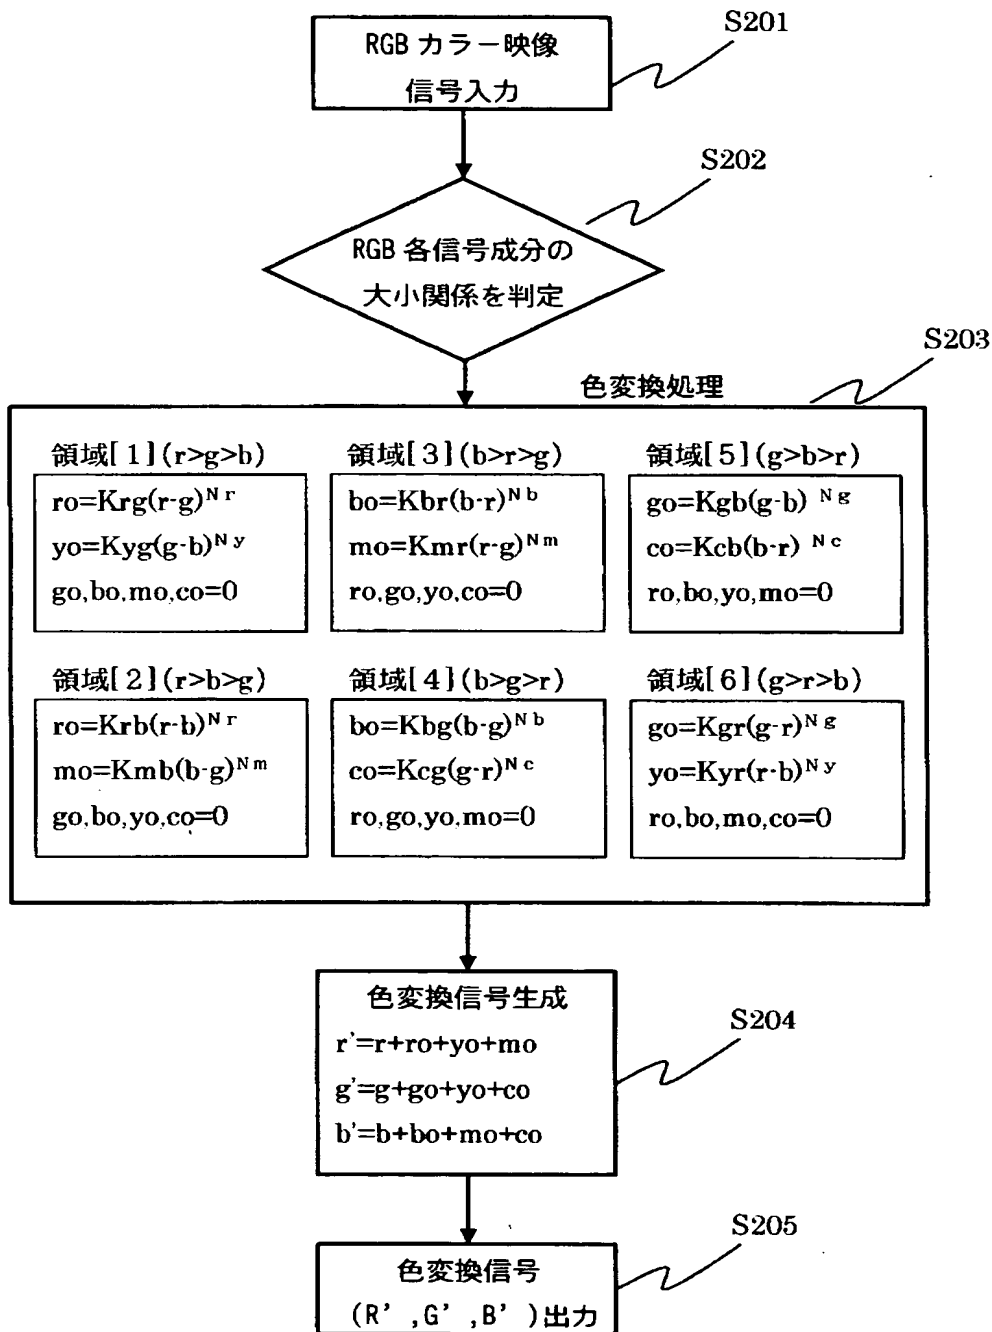 S201
RGB カラー映像
信号入力
S202
RGB 各信号成分の
大小関係を判定
S203
色変換処理
領域[1](r>g>b)
ro=Krg(r-g)^Nr
yo=Kyg(g-b)^Ny
go,bo,mo,co=0
領域[3](b>r>g)
bo=Kbr(b-r)^Nb
mo=Kmr(r-g)^Nm
ro,go,yo,co=0
領域[5](g>b>r)
go=Kgb(g-b)^Ng
co=Kcb(b-r)^Nc
ro,bo,yo,mo=0
領域[2](r>b>g)
ro=Krb(r-b)^Nr
mo=Kmb(b-g)^Nm
go,bo,yo,co=0
領域[4](b>g>r)
bo=Kbg(b-g)^Nb
co=Kcg(g-r)^Nc
ro,go,yo,mo=0
領域[6](g>r>b)
go=Kgr(g-r)^Ng
yo=Kyr(r-b)^Ny
ro,bo,mo,co=0
色変換信号生成
r'=r+ro+yo+mo
g'=g+go+yo+co
b'=b+bo+mo+co
S204
S205
色変換信号
(R' ,G' ,B' )出力